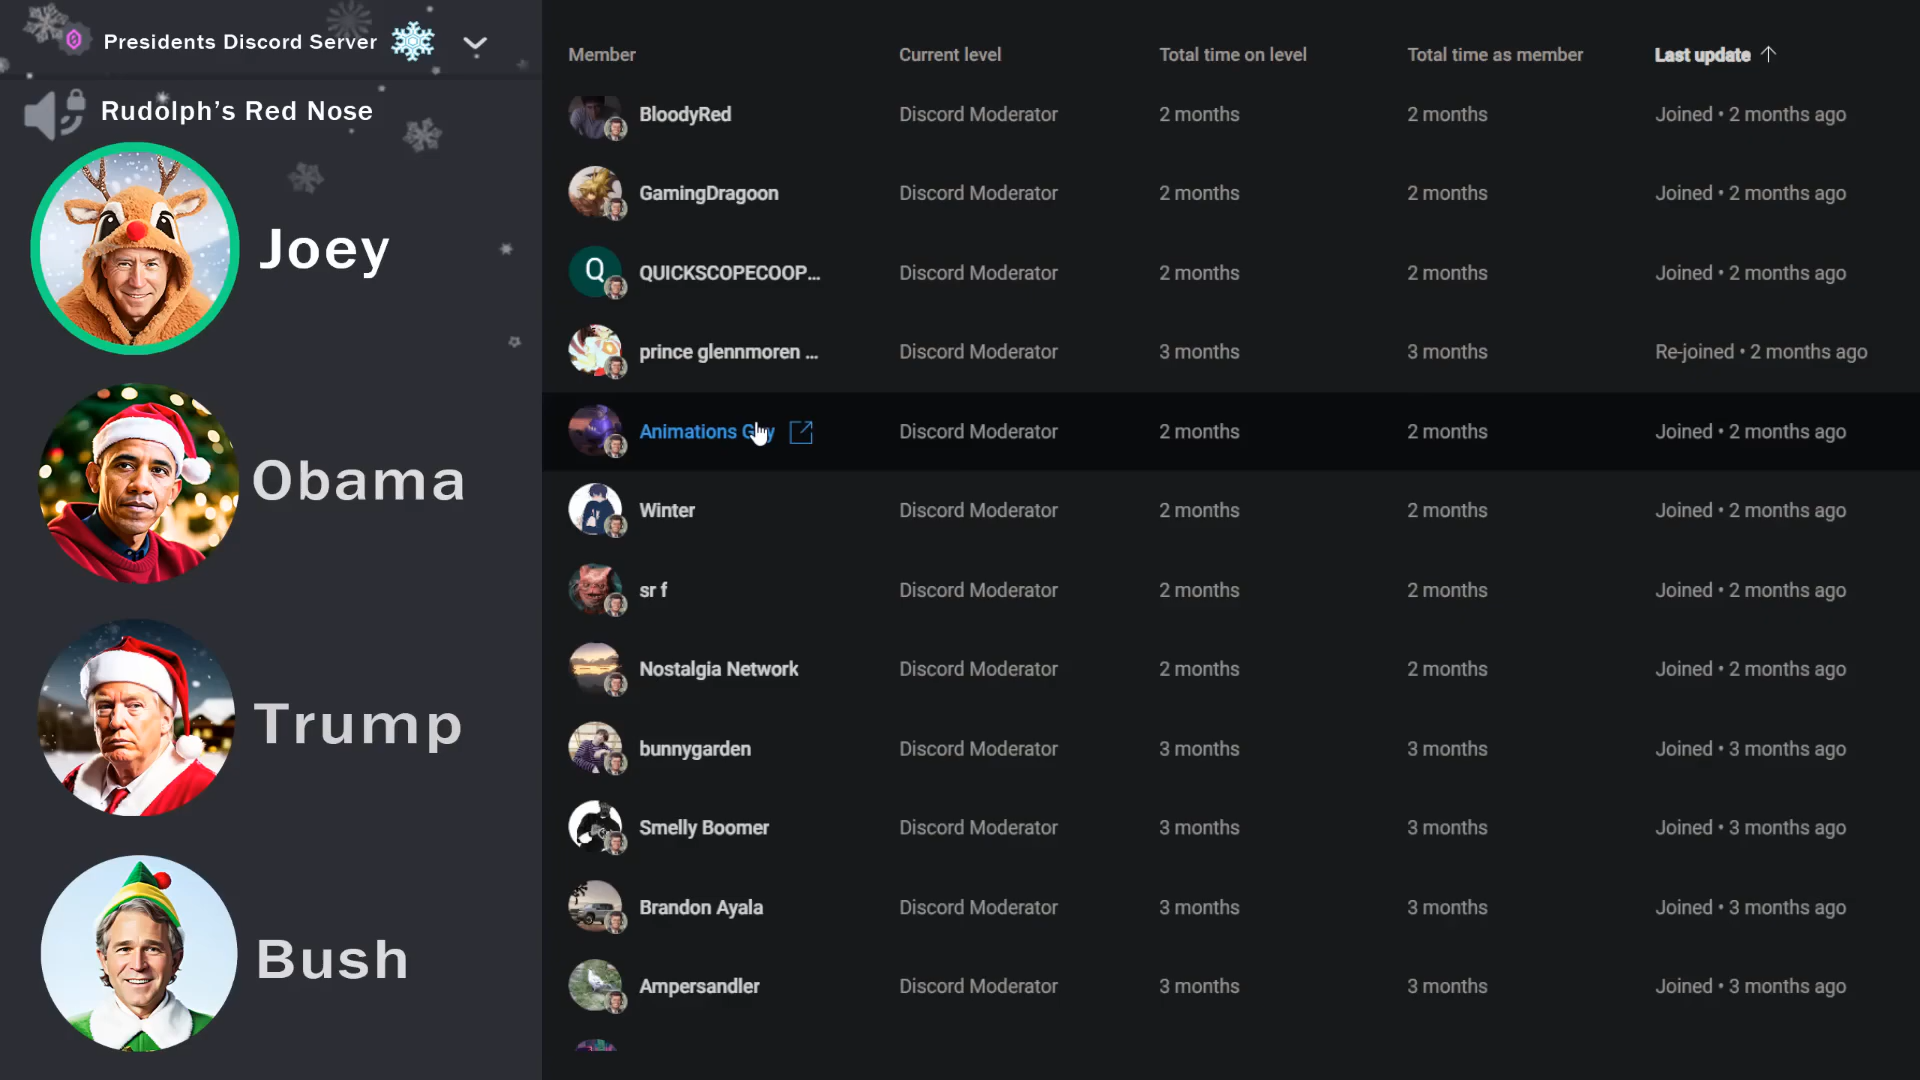 Presidents Discord Server
Rudolph’s Red Nose
Joey
Obama
Trump
Bush
Member Current level Total time on level Total time as member Last update
BloodyRed Discord Moderator 2 months 2 months Joined • 2 months ago
GamingDragoon Discord Moderator 2 months 2 months Joined • 2 months ago
Q QUICKSCOPECOOP... Discord Moderator 2 months 2 months Joined • 2 months ago
prince glennmoren ... Discord Moderator 3 months 3 months Re-joined • 2 months ago
Animations Guy Discord Moderator 2 months 2 months Joined • 2 months ago
Winter Discord Moderator 2 months 2 months Joined • 2 months ago
sr f Discord Moderator 2 months 2 months Joined • 2 months ago
Nostalgia Network Discord Moderator 2 months 2 months Joined • 2 months ago
bunnygarden Discord Moderator 3 months 3 months Joined • 3 months ago
Smelly Boomer Discord Moderator 3 months 3 months Joined • 3 months ago
Brandon Ayala Discord Moderator 3 months 3 months Joined • 3 months ago
Ampersandler Discord Moderator 3 months 3 months Joined • 3 months ago